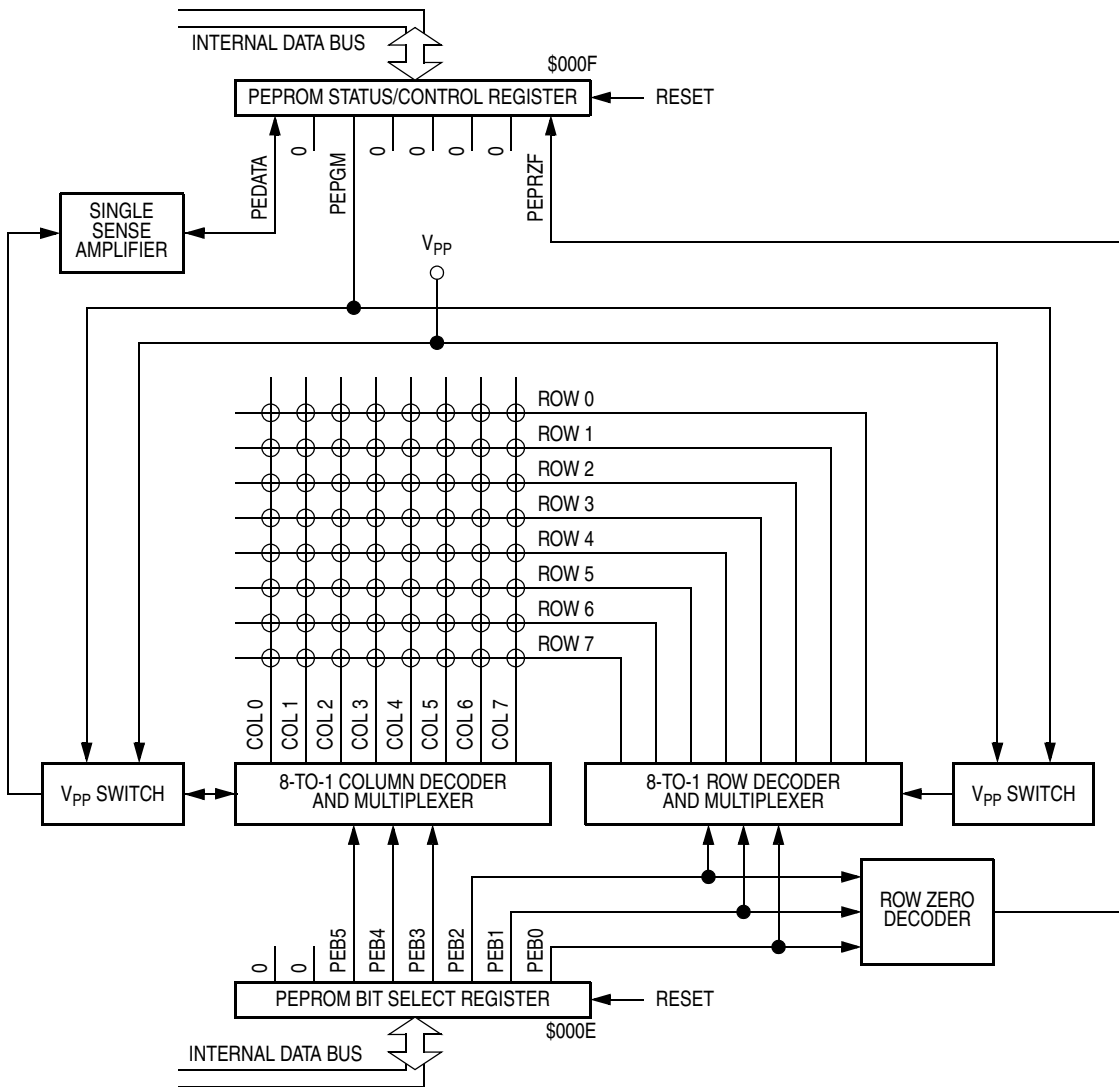 INTERNAL DATA BUS
$000F
PEPROM STATUS/CONTROL REGISTER
RESET
PEDATA
0
PEPGM
0
0
0
0
PEPRZF
SINGLE
SENSE
AMPLIFIER
VPP
ROW 0
ROW 1
ROW 2
ROW 3
ROW 4
ROW 5
ROW 6
ROW 7
COL 0
COL 1
COL 2
COL 3
COL 4
COL 5
COL 6
COL 7
VPP SWITCH
8-TO-1 COLUMN DECODER
AND MULTIPLEXER
8-TO-1 ROW DECODER
AND MULTIPLEXER
VPP SWITCH
ROW ZERO
DECODER
0
0
PEB5
PEB4
PEB3
PEB2
PEB1
PEB0
PEPROM BIT SELECT REGISTER
RESET
$000E
INTERNAL DATA BUS